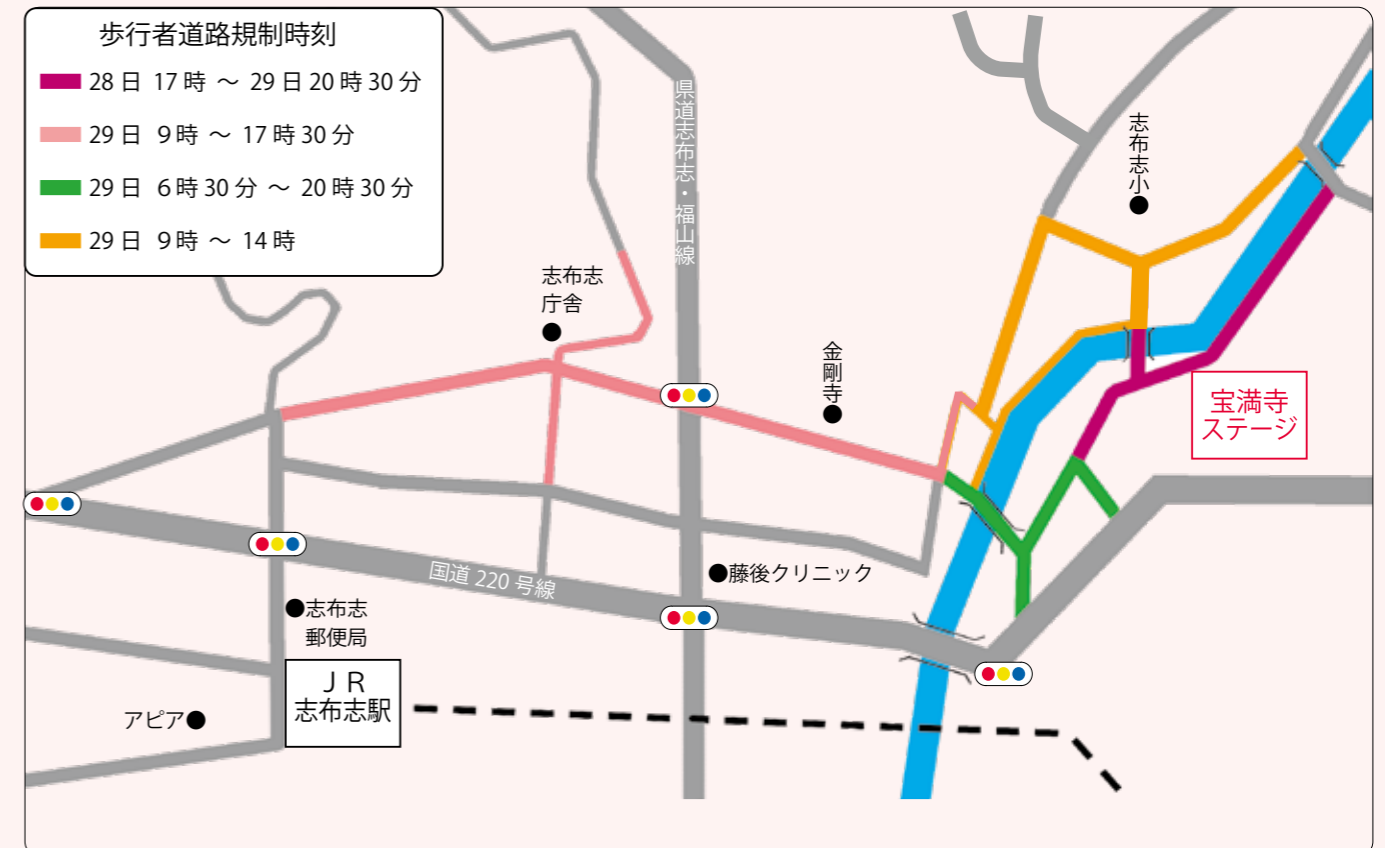 歩行者道路規制時刻
28日 17時 ～ 29日20時30分
29日 9時 ～ 17時30分
29日 6時30分 ～ 20時30分
29日 9時 ～ 14時
県道志布志・福山線
志布志小
志布志
庁舎
金剛寺
宝満寺
ステージ
国道220号線
藤後クリニック
志布志
郵便局
ＪＲ
志布志駅
アピア